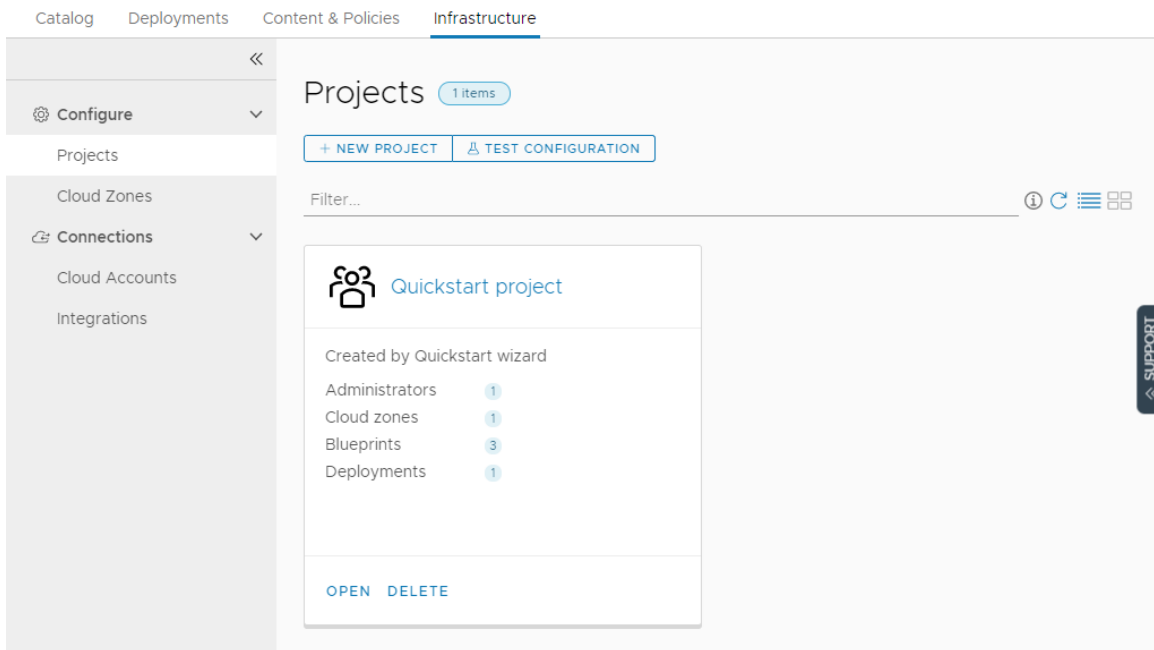 Catalog Deployments Content & Policies Infrastructure
Configure
Projects
Cloud Zones
Connections
Cloud Accounts
Integrations
Projects 1 items
+ NEW PROJECT TEST CONFIGURATION
Filter...
Quickstart project
Created by Quickstart wizard
Administrators 1
Cloud zones 1
Blueprints 3
Deployments 1
OPEN DELETE
SUPPORT